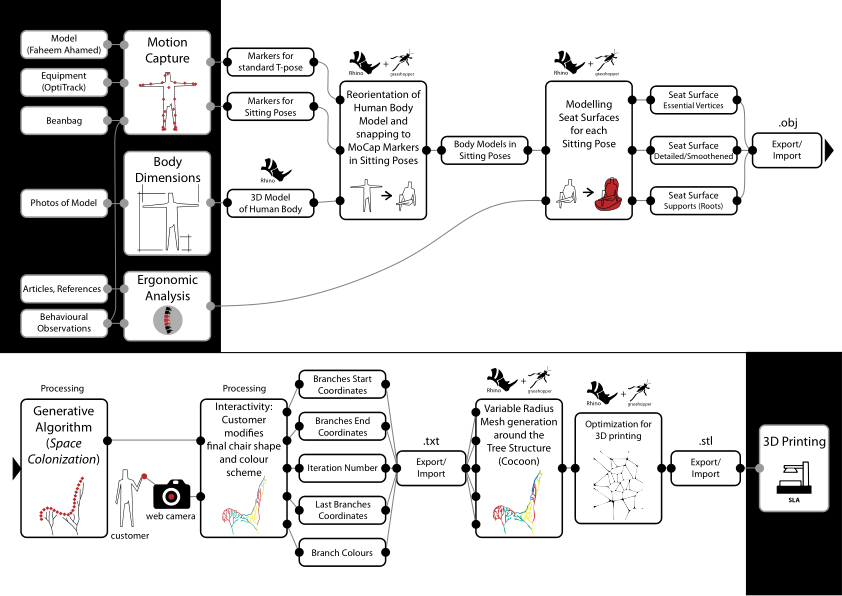 Model
(Faheem Ahamed)
Equipment
(OptiTrack)
Beanbag
Motion
Capture
Markers for
standard T-pose
Markers for
Sitting Poses
Photos of Model
Body
Dimensions
Rhino
3D Model
of Human Body
Articles, References
Behavioural
Observations
Ergonomic
Analysis
Rhino
+
grasshopper
Reorientation of
Human Body
Model and
snapping to
MoCap Markers
in Sitting Poses
Body Models in
Sitting Poses
Rhino
+
grasshopper
Modelling
Seat Surfaces
for each
Sitting Pose
Seat Surface
Essential Vertices
Seat Surface
Detailed/Smoothened
Seat Surface
Supports (Roots)
.obj
Export/
Import
Processing
Generative
Algorithm
(Space
Colonization)
customer
web camera
Processing
Interactivity:
Customer
modifies
final chair shape
and colour
scheme
Branches Start
Coordinates
Branches End
Coordinates
Iteration Number
Last Branches
Coordinates
Branch Colours
.txt
Export/
Import
Rhino
+
grasshopper
Variable Radius
Mesh generation
around the
Tree Structure
(Cocoon)
Rhino
+
grasshopper
Optimization for
3D printing
.stl
Export/
Import
3D Printing
SLA